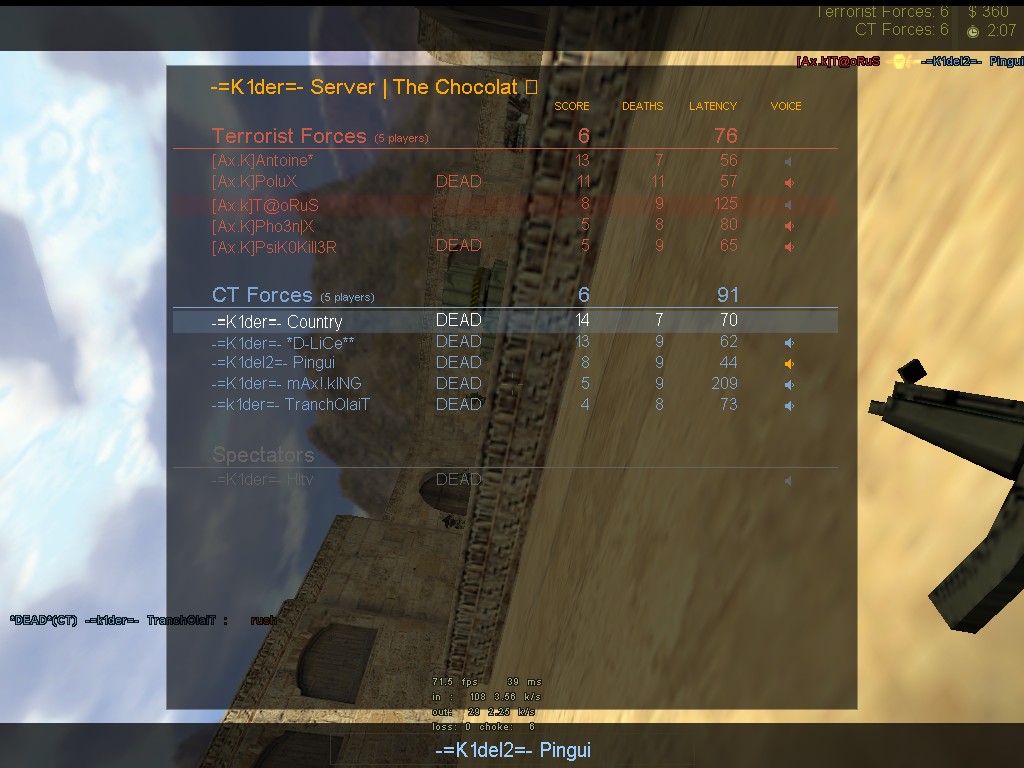 Terrorist Forces: 6 $ 360
CT Forces: 6 2:07
[Ax.k]T@oRuS -=K1del2=- Pingui
-=K1der=- Server | The Chocolat
SCORE DEATHS LATENCY VOICE
Terrorist Forces (5 players) 6 76
[Ax.K]Antoine* 13 7 56
[Ax.K]PoluX DEAD 11 11 57
[Ax.k]T@oRuS 8 9 125
[Ax.K]Pho3n|X 5 8 80
[Ax.K]PsiK0Kill3R DEAD 5 9 65
CT Forces (5 players) 6 91
-=K1der=- Country DEAD 14 7 70
-=K1der=- *D-LiCe** DEAD 13 9 62
-=K1del2=- Pingui DEAD 8 9 44
-=K1der=- mAxI.kING DEAD 5 9 209
-=k1der=- TranchOlaiT DEAD 4 8 73
Spectators
-=K1der=- Hltv DEAD
*DEAD*(CT) -=k1der=- TranchOlaiT : rush
71.5 fps 39 ms
in : 108 3.56 k/s
out: 29 2.25 k/s
loss: 0 choke: 6
-=K1del2=- Pingui